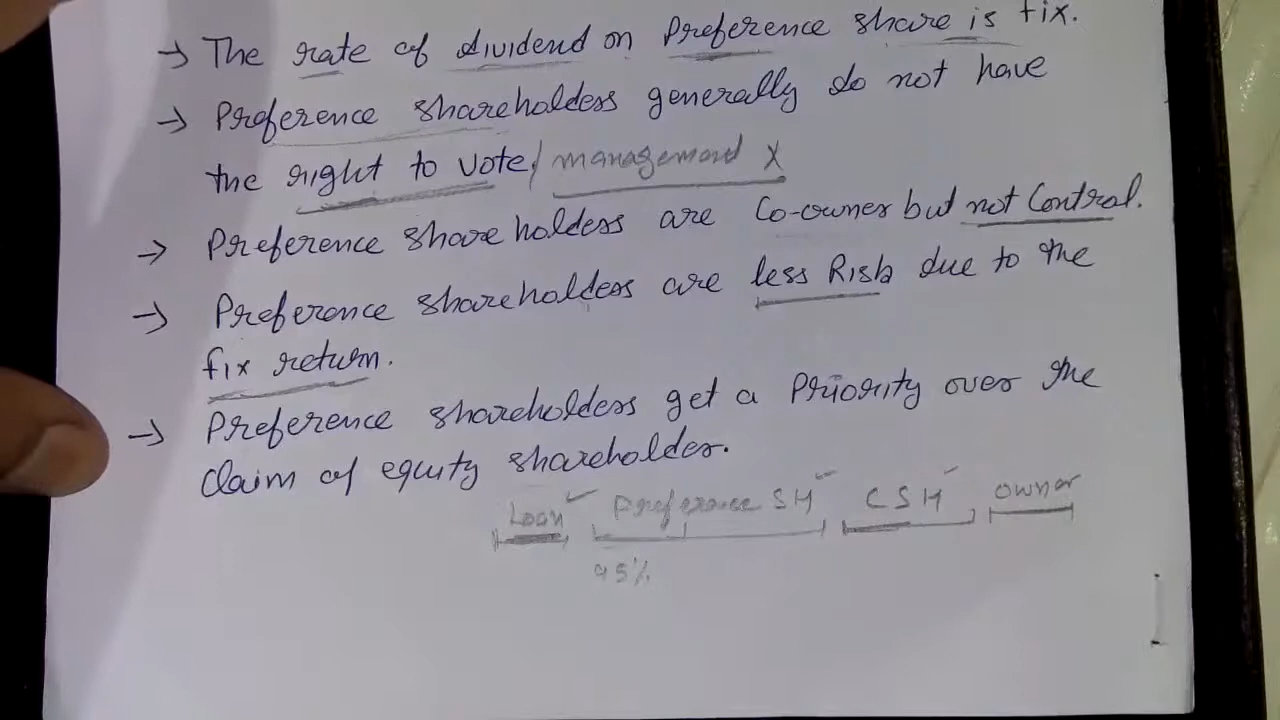 → The rate of dividend on Preference share is fix.
→ Preference shareholders generally do not have
the right to vote/ management X
→ Preference shareholders are Co-owner but not Control.
→ Preference shareholders are less Risk due to the
fix return.
→ Preference shareholders get a Priority over the
claim of equity shareholder.
Loan Preference SH CSH owner
95%